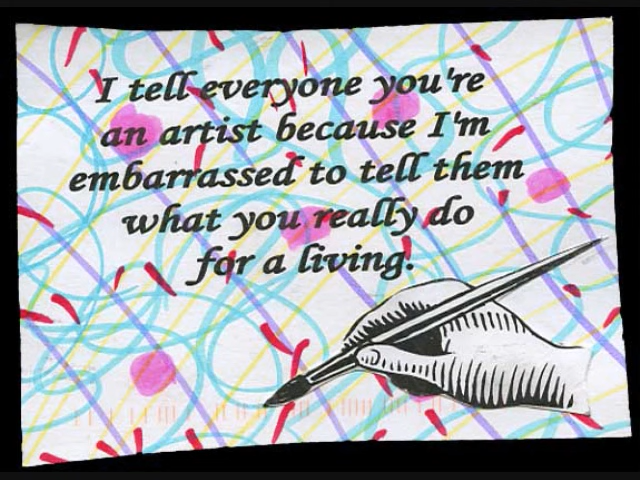 I tell everyone you're
an artist because I'm
embarrassed to tell them
what you really do
for a living.